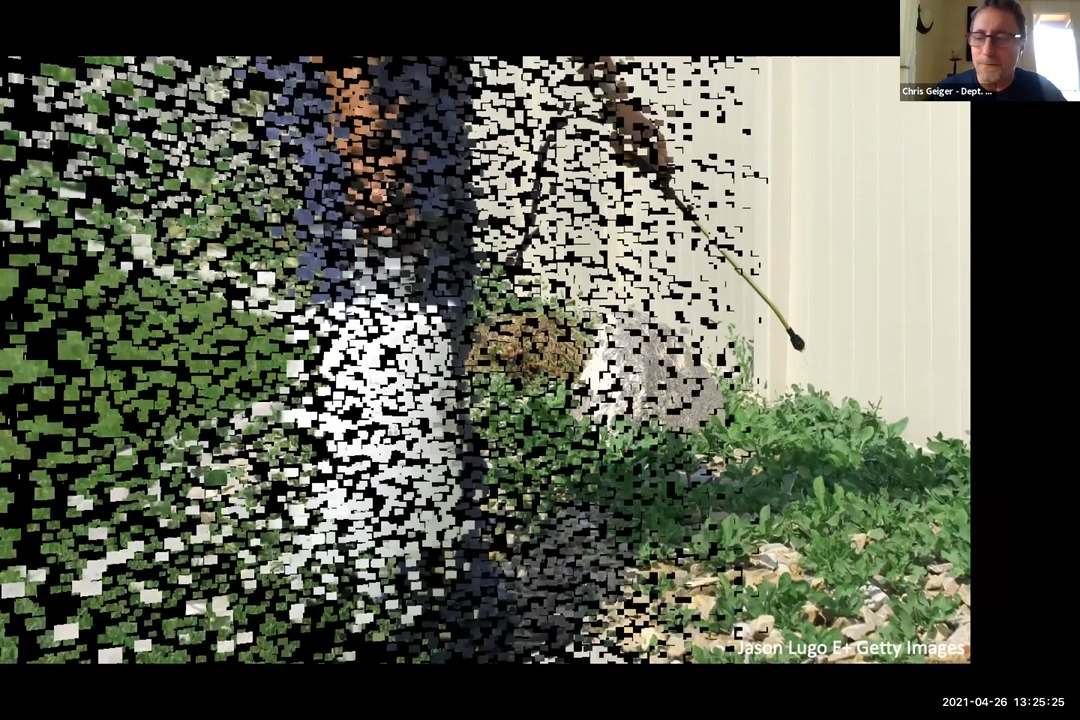 Chris Geiger - Dept. ...
Jason Lugo E+ Getty Images
2021-04-26 13:25:25